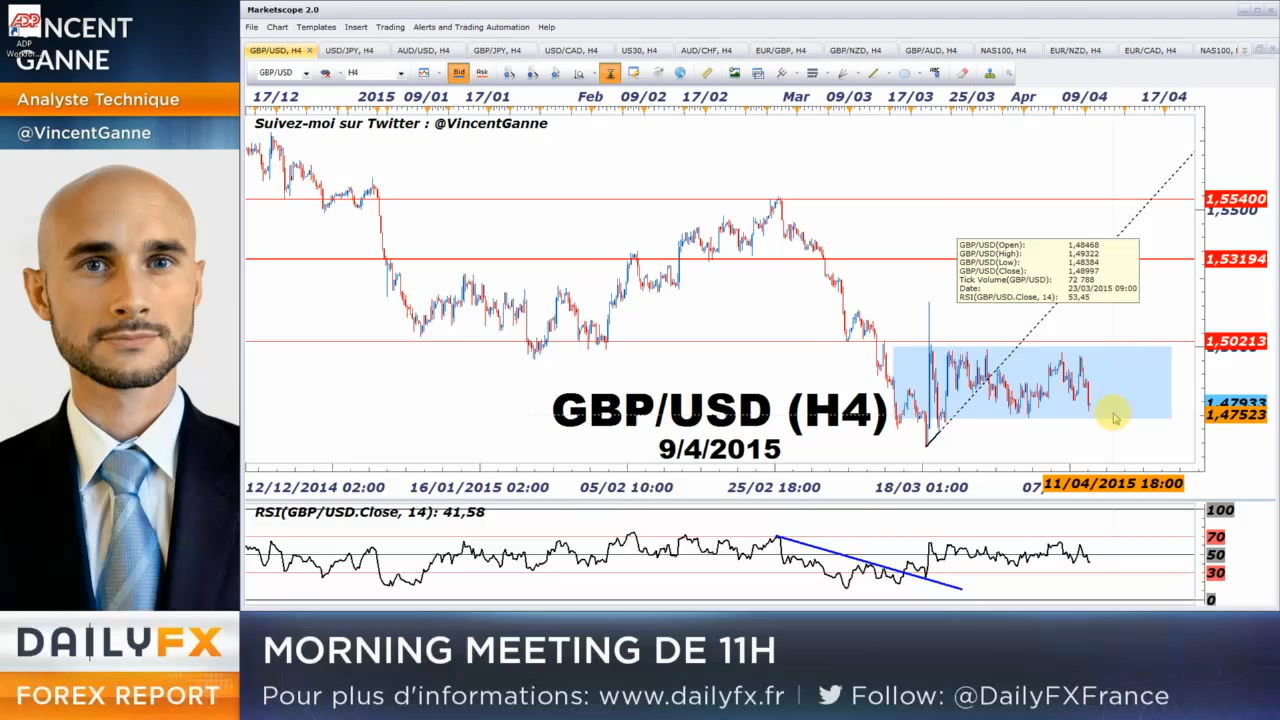 VINCENT
GANNE
ADP
Analyste Technique
@VincentGanne
Marketscope 2.0
File Chart Templates Insert Trading Alerts and Trading Automation Help
GBP/USD, H4 USD/JPY, H4 AUD/USD, H4 GBP/JPY, H4 USD/CAD, H4 US30, H4 AUD/CHF, H4 EUR/GBP, H4 GBP/NZD, H4 GBP/AUD, H4 NAS100, H4 EUR/NZD, H4 EUR/CAD, H4 NAS100,
GBP/USD H4 Bid Ask
17/12 2015 09/01 17/01 Feb 09/02 17/02 Mar 09/03 17/03 25/03 Apr 09/04 17/04
Suivez-moi sur Twitter : @VincentGanne
1,55400
1,5500
GBP/USD(Open): 1,48468
GBP/USD(High): 1,49322
GBP/USD(Low): 1,48384
GBP/USD(Close): 1,48997
Tick Volume(GBP/USD): 72 788
Date: 23/03/2015 09:00
RSI(GBP/USD.Close, 14): 53,45
1,53194
1,50213
1,47933
1,47523
GBP/USD (H4)
9/4/2015
12/12/2014 02:00 16/01/2015 02:00 05/02 10:00 25/02 18:00 18/03 01:00 07/ 11/04/2015 18:00
RSI(GBP/USD.Close, 14): 41,58
100
70
50
30
0
DAILYFX
FOREX REPORT
MORNING MEETING DE 11H
Pour plus d'informations: www.dailyfx.fr | Follow: @DailyFXFrance